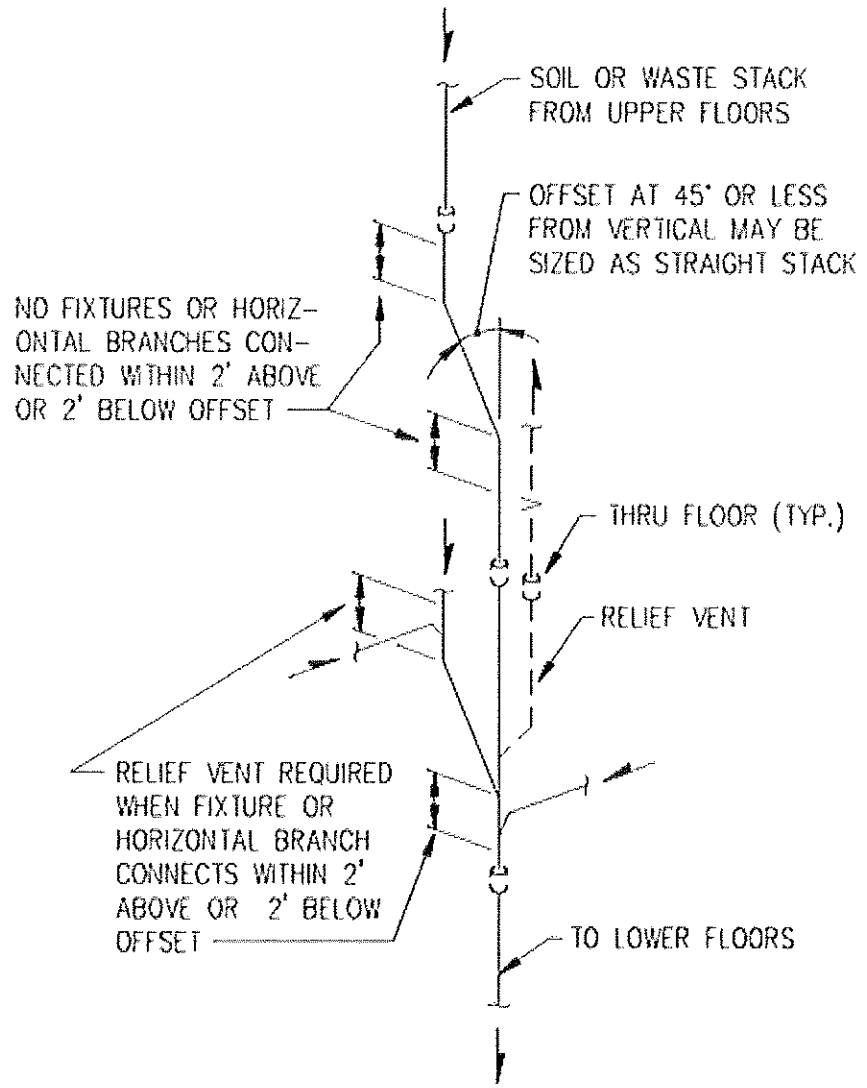 SOIL OR WASTE STACK
FROM UPPER FLOORS
OFFSET AT 45° OR LESS
FROM VERTICAL MAY BE
SIZED AS STRAIGHT STACK
NO FIXTURES OR HORIZ-
ONTAL BRANCHES CON-
NECTED WITHIN 2' ABOVE
OR 2' BELOW OFFSET
THRU FLOOR (TYP.)
RELIEF VENT
RELIEF VENT REQUIRED
WHEN FIXTURE OR
HORIZONTAL BRANCH
CONNECTS WITHIN 2'
ABOVE OR 2' BELOW
OFFSET
TO LOWER FLOORS